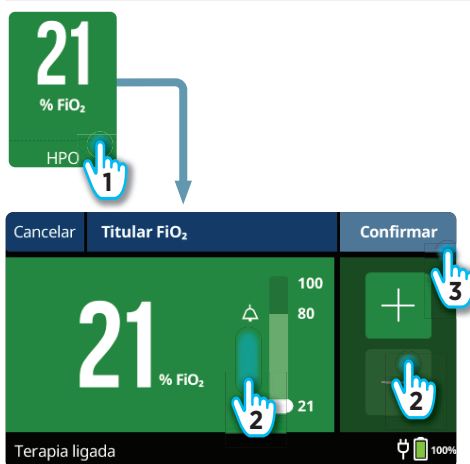 21
% FiO₂
HPO
1
Cancelar Titular FiO₂ Confirmar
3
100
80
21 % FiO₂
21
2
2
Terapia ligada 100%